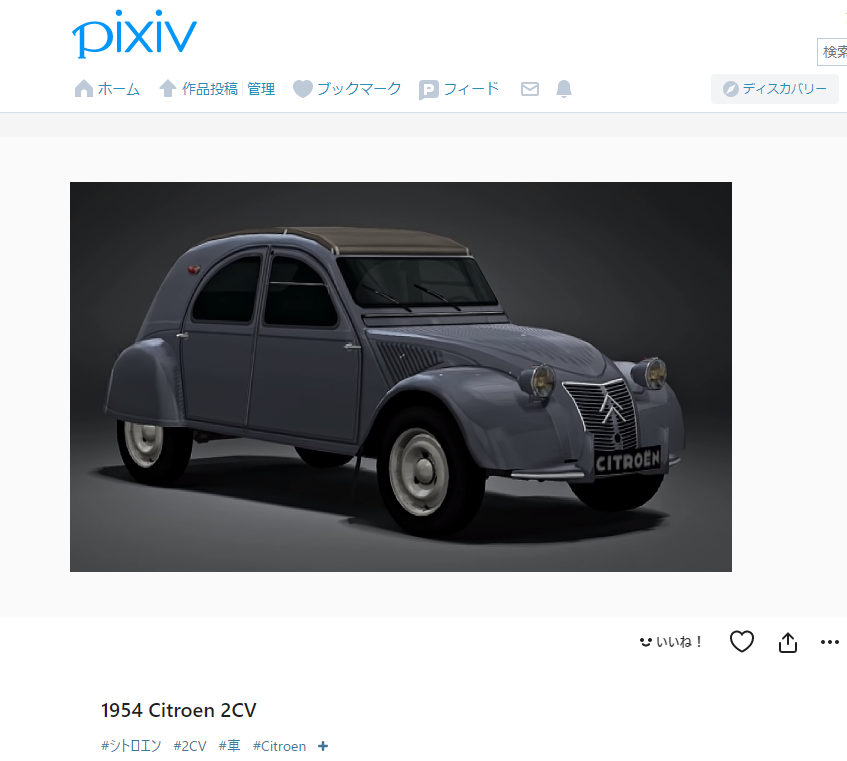 pixiv
検索
ホーム 作品投稿 管理 ブックマーク フィード ディスカバリー
CITROËN
いいね！
1954 Citroen 2CV
#シトロエン #2CV #車 #Citroen +